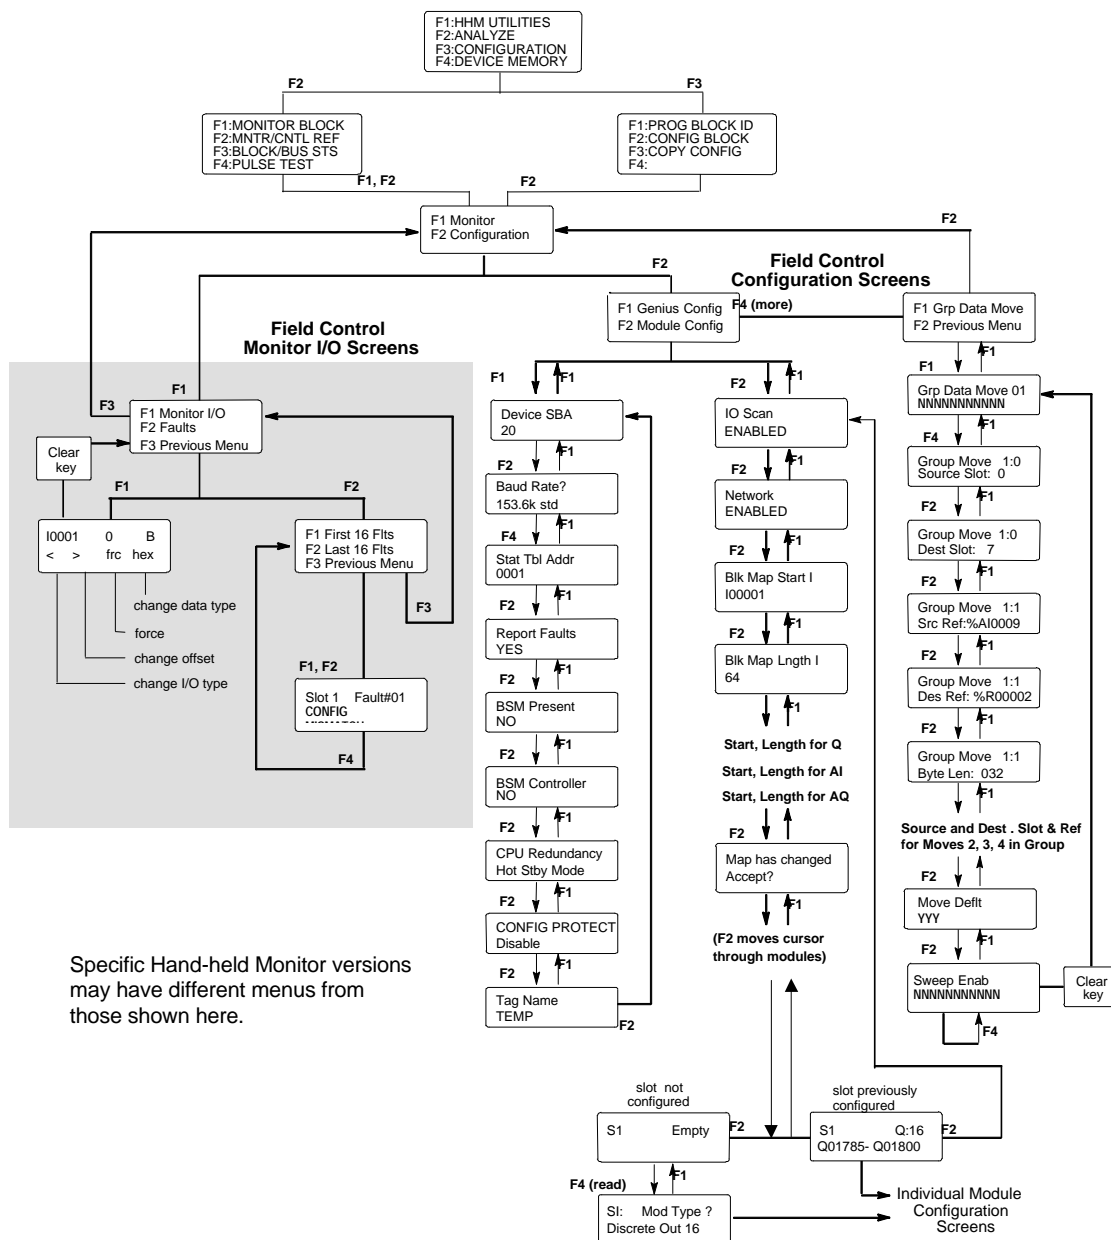 F1:HHM UTILITIES
F2:ANALYZE
F3:CONFIGURATION
F4:DEVICE MEMORY
F2
F3
F1:MONITOR BLOCK
F2:MNTR/CNTL REF
F3:BLOCK/BUS STS
F4:PULSE TEST
F1:PROG BLOCK ID
F2:CONFIG BLOCK
F3:COPY CONFIG
F4:
F1, F2
F2
F1 Monitor
F2 Configuration
F2
F2
Field Control
Configuration Screens
F1 Genius Config
F2 Module Config
F4 (more)
F1 Grp Data Move
F2 Previous Menu
Field Control
Monitor I/O Screens
F1
F3
F1 Monitor I/O
F2 Faults
F3 Previous Menu
Clear
key
F1
F2
I0001 0 B
< > frc hex
change data type
force
change offset
change I/O type
F1 First 16 Flts
F2 Last 16 Flts
F3 Previous Menu
F3
F1, F2
Slot 1 Fault#01
CONFIG
MISMATCH
F4
F1
F1
Device SBA
20
F2
F1
Baud Rate?
153.6k std
F4
F1
Stat Tbl Addr
0001
F2
F1
Report Faults
YES
F2
F1
BSM Present
NO
F2
F1
BSM Controller
NO
F2
F1
CPU Redundancy
Hot Stby Mode
F2
F1
CONFIG PROTECT
Disable
F2
F1
Tag Name
TEMP
F2
F2
F1
IO Scan
ENABLED
F2
F1
Network
ENABLED
F2
F1
Blk Map Start I
I00001
F2
F1
Blk Map Lngth I
64
F2
F1
Start, Length for Q
Start, Length for AI
Start, Length for AQ
F2
Map has changed
Accept?
F2
F1
(F2 moves cursor
through modules)
F1
F1
Grp Data Move 01
NNNNNNNNNNN
F4
F1
Group Move 1:0
Source Slot: 0
F2
F1
Group Move 1:0
Dest Slot: 7
F2
F1
Group Move 1:1
Src Ref:%AI0009
F2
F1
Group Move 1:1
Des Ref: %R00002
F2
F1
Group Move 1:1
Byte Len: 032
F2
F1
Source and Dest . Slot & Ref
for Moves 2, 3, 4 in Group
F2
Move Deflt
YYY
F2
F1
Sweep Enab
NNNNNNNNNNN
F4
Clear
key
Specific Hand-held Monitor versions
may have different menus from
those shown here.
slot not
configured
S1 Empty
F2
slot previously
configured
S1 Q:16
Q01785- Q01800
F2
F4 (read)
F1
SI: Mod Type ?
Discrete Out 16
Individual Module
Configuration
Screens